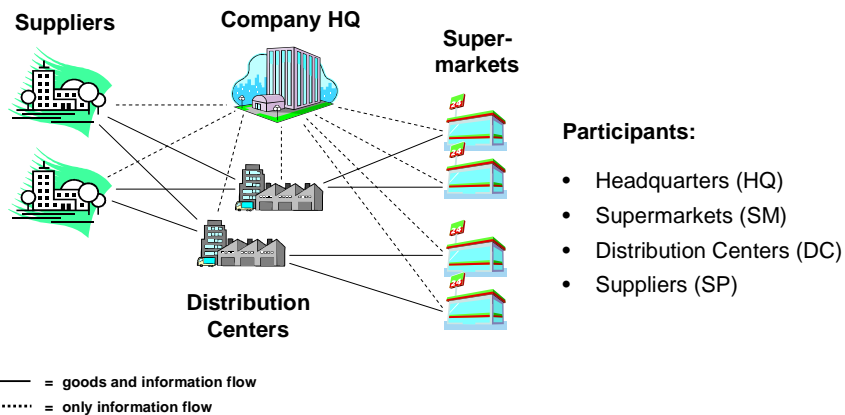 Suppliers
Company HQ
Super-
markets
Participants:
• Headquarters (HQ)
• Supermarkets (SM)
• Distribution Centers (DC)
• Suppliers (SP)
Distribution
Centers
= goods and information flow
= only information flow